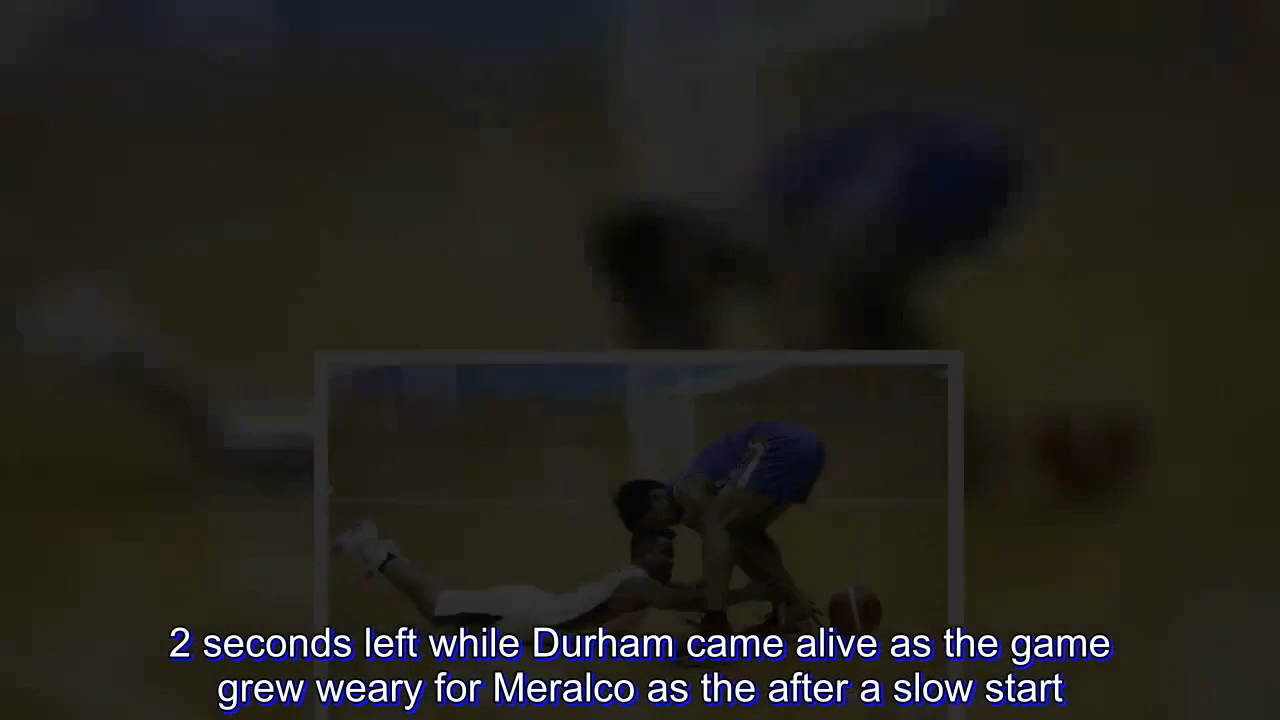 2 seconds left while Durham came alive as the game
grew weary for Meralco as the after a slow start